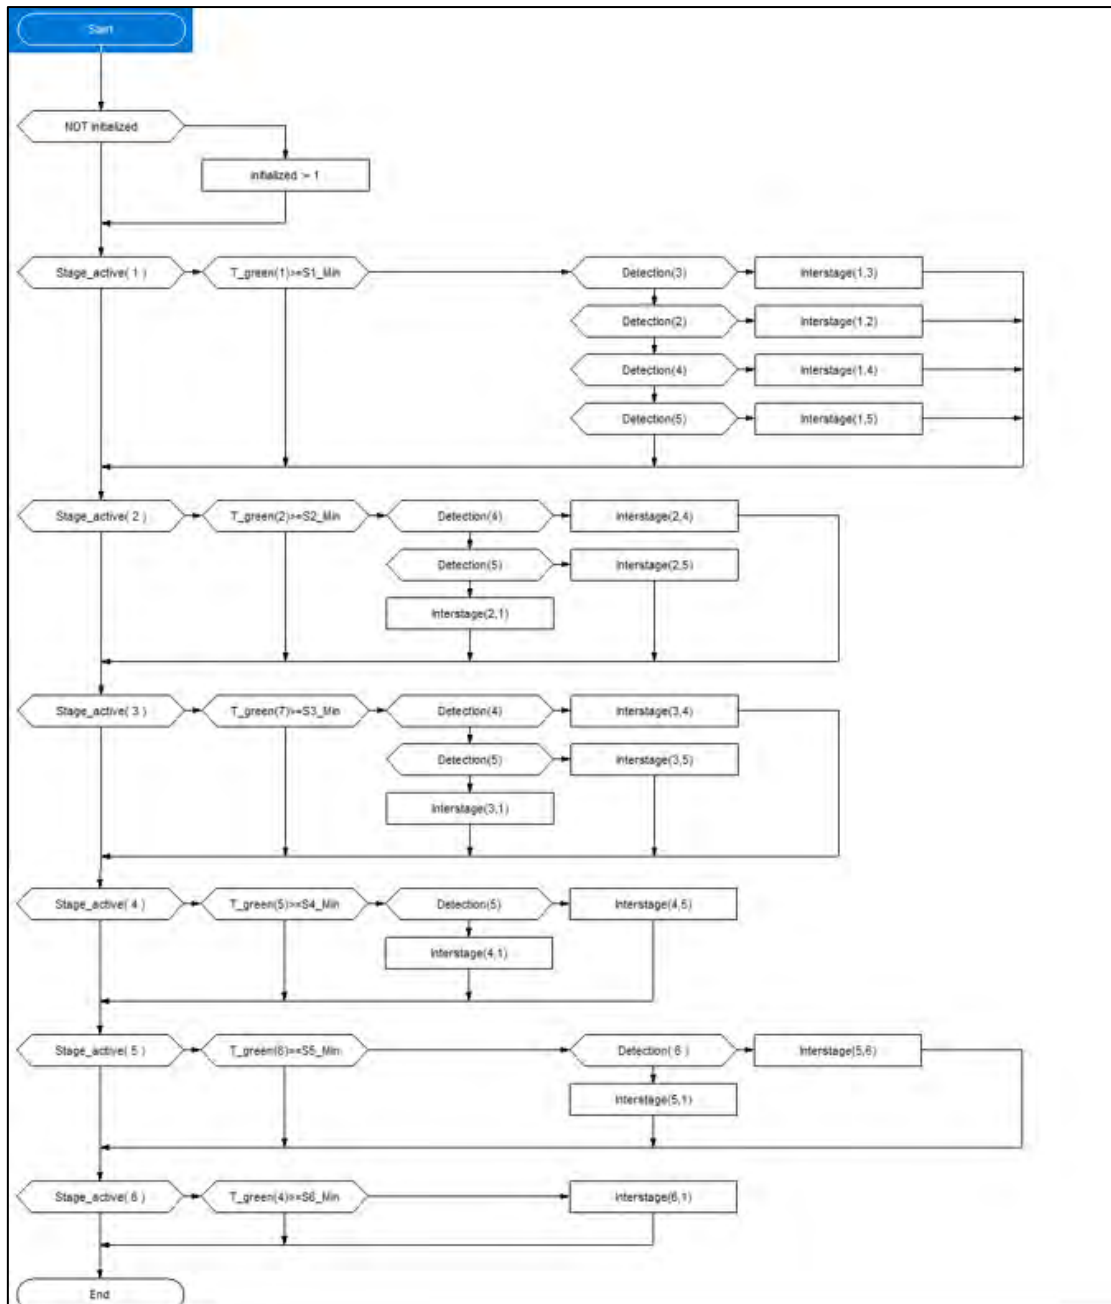 Start
NOT initialized
initialized := 1
Stage_active( 1 )
T_green(1)>=S1_Min
Detection(3)
Interstage(1,3)
Detection(2)
Interstage(1,2)
Detection(4)
Interstage(1,4)
Detection(5)
Interstage(1,5)
Stage_active( 2 )
T_green(2)>=S2_Min
Detection(4)
Interstage(2,4)
Detection(5)
Interstage(2,5)
Interstage(2,1)
Stage_active( 3 )
T_green(7)>=S3_Min
Detection(4)
Interstage(3,4)
Detection(5)
Interstage(3,5)
Interstage(3,1)
Stage_active( 4 )
T_green(5)>=S4_Min
Detection(5)
Interstage(4,5)
Interstage(4,1)
Stage_active( 5 )
T_green(8)>=S5_Min
Detection( 6 )
Interstage(5,6)
Interstage(5,1)
Stage_active( 6 )
T_green(4)>=S6_Min
Interstage(6,1)
End